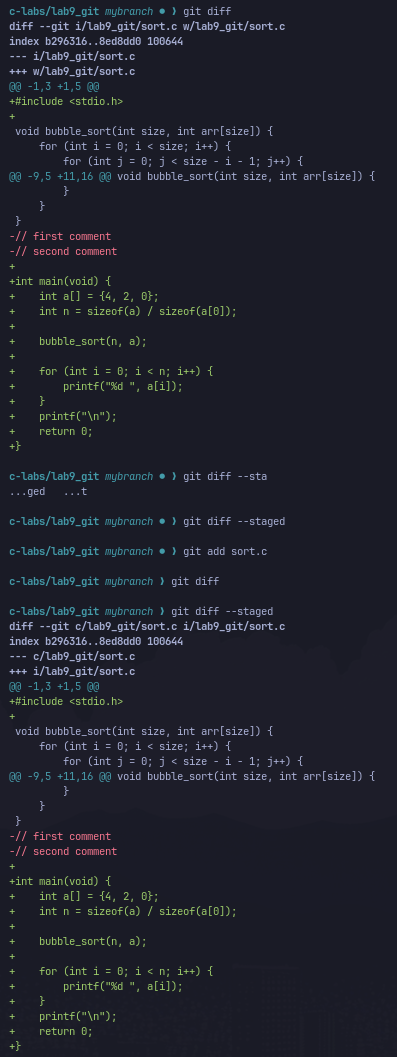 c-labs/lab9_git mybranch ● ❯ git diff
diff --git i/lab9_git/sort.c w/lab9_git/sort.c
index b296316..8ed8dd0 100644
--- i/lab9_git/sort.c
+++ w/lab9_git/sort.c
@@ -1,3 +1,5 @@
+#include <stdio.h>
+
 void bubble_sort(int size, int arr[size]) {
     for (int i = 0; i < size; i++) {
         for (int j = 0; j < size - i - 1; j++) {
@@ -9,5 +11,16 @@ void bubble_sort(int size, int arr[size]) {
         }
     }
 }
-// first comment
-// second comment
+
+int main(void) {
+    int a[] = {4, 2, 0};
+    int n = sizeof(a) / sizeof(a[0]);
+
+    bubble_sort(n, a);
+
+    for (int i = 0; i < n; i++) {
+        printf("%d ", a[i]);
+    }
+    printf("\n");
+    return 0;
+}

c-labs/lab9_git mybranch ● ❯ git diff --sta
...ged   ...t

c-labs/lab9_git mybranch ● ❯ git diff --staged

c-labs/lab9_git mybranch ● ❯ git add sort.c

c-labs/lab9_git mybranch ❯ git diff

c-labs/lab9_git mybranch ❯ git diff --staged
diff --git c/lab9_git/sort.c i/lab9_git/sort.c
index b296316..8ed8dd0 100644
--- c/lab9_git/sort.c
+++ i/lab9_git/sort.c
@@ -1,3 +1,5 @@
+#include <stdio.h>
+
 void bubble_sort(int size, int arr[size]) {
     for (int i = 0; i < size; i++) {
         for (int j = 0; j < size - i - 1; j++) {
@@ -9,5 +11,16 @@ void bubble_sort(int size, int arr[size]) {
         }
     }
 }
-// first comment
-// second comment
+
+int main(void) {
+    int a[] = {4, 2, 0};
+    int n = sizeof(a) / sizeof(a[0]);
+
+    bubble_sort(n, a);
+
+    for (int i = 0; i < n; i++) {
+        printf("%d ", a[i]);
+    }
+    printf("\n");
+    return 0;
+}